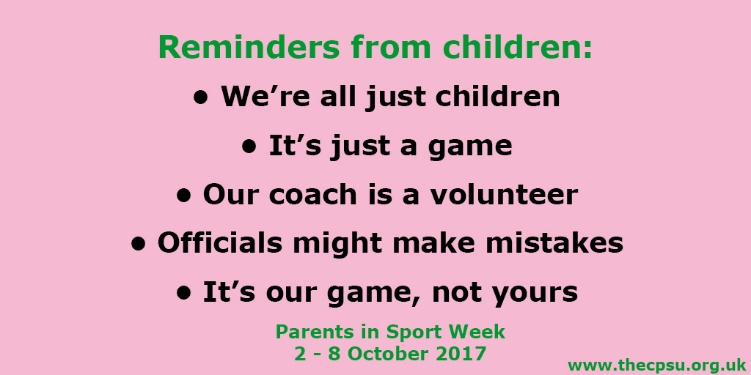 Reminders from children:
● We’re all just children
● It’s just a game
● Our coach is a volunteer
● Officials might make mistakes
● It’s our game, not yours
Parents in Sport Week
2 - 8 October 2017
www.thecpsu.org.uk